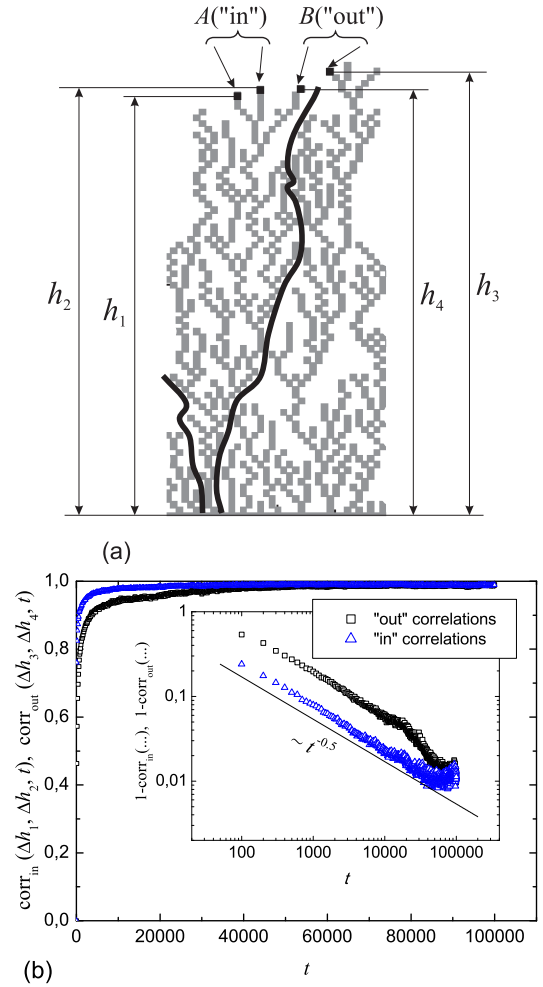 A("in") B("out")
h2
h1
h4
h3
(a)
corr_in (Δh1, Δh2, t), corr_out (Δh3, Δh4, t)
1,0
0,8
0,6
0,4
0,2
0,0
0 20000 40000 60000 80000 100000
t
"out" correlations
"in" correlations
1-corr_in(...), 1-corr_out(...)
1
0,1
0,01
~ t^-0.5
100 1000 10000 100000
t
(b)